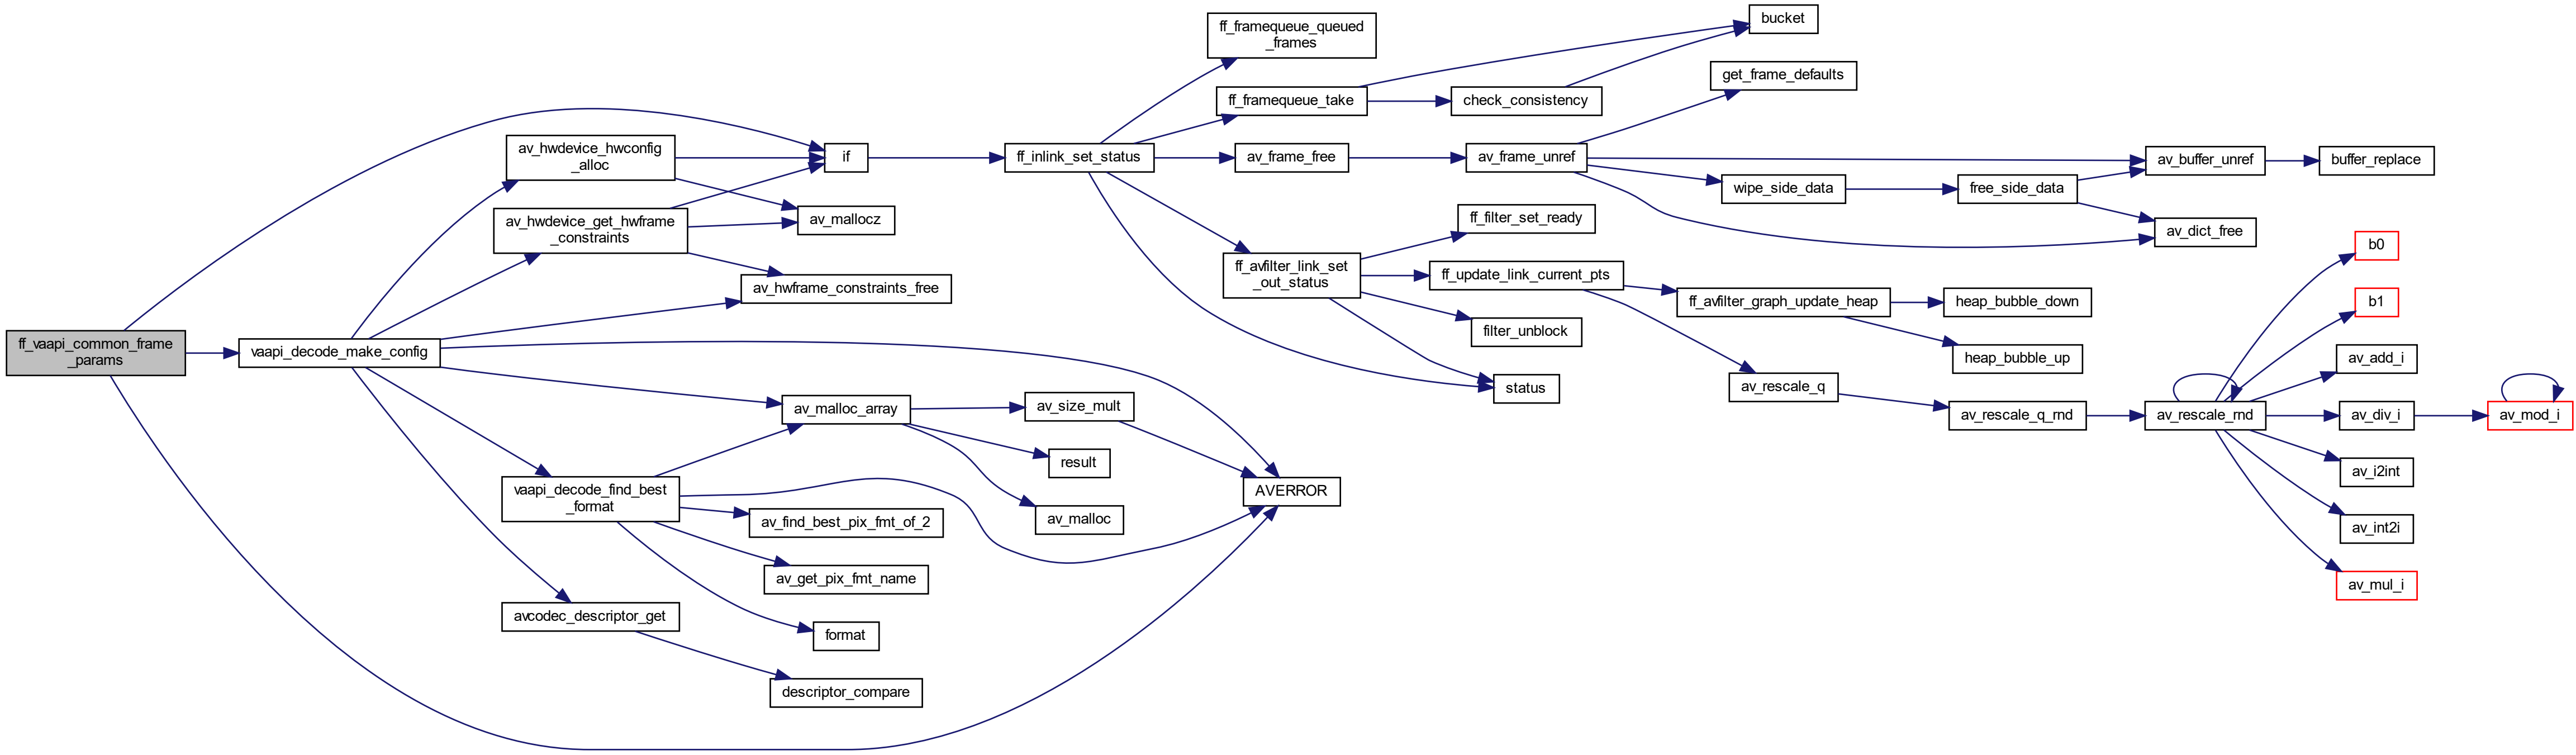 ff_vaapi_common_frame
_params
vaapi_decode_make_config
av_hwdevice_hwconfig
_alloc
av_hwdevice_get_hwframe
_constraints
vaapi_decode_find_best
_format
avcodec_descriptor_get
if
av_mallocz
av_hwframe_constraints_free
av_malloc_array
av_find_best_pix_fmt_of_2
av_get_pix_fmt_name
format
descriptor_compare
ff_inlink_set_status
av_size_mult
result
av_malloc
ff_framequeue_queued
_frames
ff_framequeue_take
av_frame_free
ff_avfilter_link_set
_out_status
AVERROR
check_consistency
av_frame_unref
ff_filter_set_ready
ff_update_link_current_pts
filter_unblock
status
bucket
get_frame_defaults
wipe_side_data
ff_avfilter_graph_update_heap
av_rescale_q
free_side_data
heap_bubble_down
heap_bubble_up
av_rescale_q_rnd
av_buffer_unref
av_dict_free
av_rescale_rnd
buffer_replace
b0
b1
av_add_i
av_div_i
av_i2int
av_int2i
av_mul_i
av_mod_i